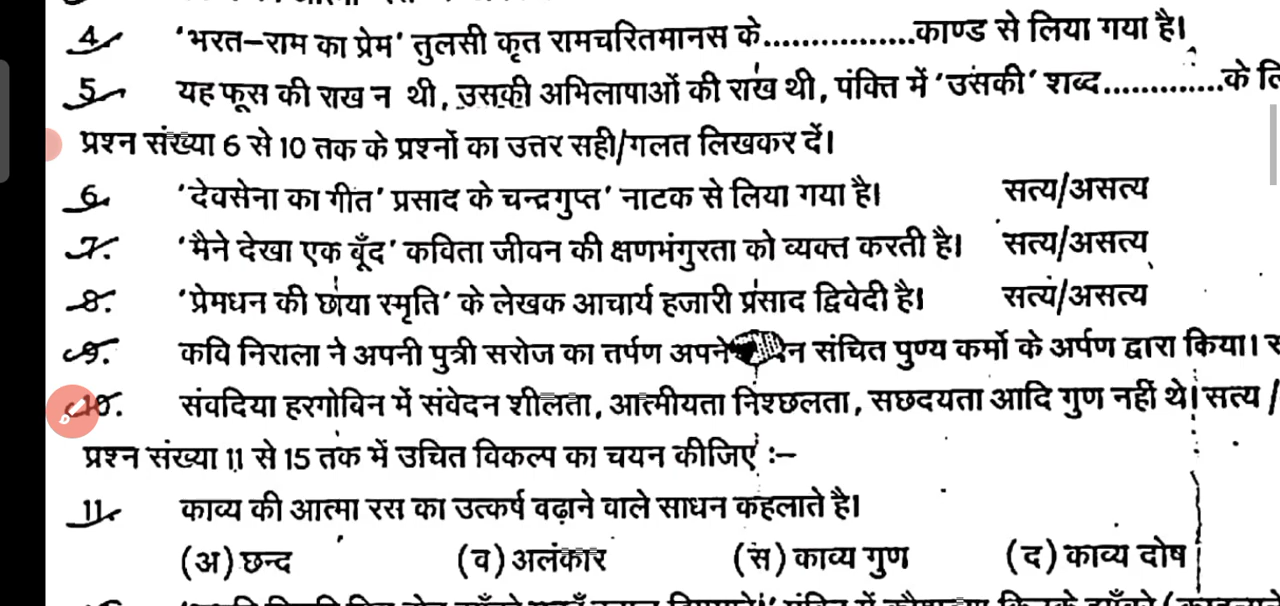 4. 'भरत-राम का प्रेम' तुलसी कृत रामचरितमानस के.................काण्ड से लिया गया है।
5. यह फूस की राख न थी, उसकी अभिलाषाओं की राख थी, पंक्ति में 'उसकी' शब्द.............के
प्रश्न संख्या 6 से 10 तक के प्रश्नों का उत्तर सही/गलत लिखकर दें।
6. 'देवसेना का गीत' प्रसाद के चन्द्रगुप्त' नाटक से लिया गया है। सत्य/असत्य
7. 'मैने देखा एक बूँद' कविता जीवन की क्षणभंगुरता को व्यक्त करती है। सत्य/असत्य
8. 'प्रेमधन की छाया स्मृति' के लेखक आचार्य हजारी प्रसाद द्विवेदी है। सत्य/असत्य
9. कवि निराला ने अपनी पुत्री सरोज का तर्पण अपने संचित पुण्य कर्मो के अर्पण द्वारा किया।
10. संवदिया हरगोविन में संवेदन शीलता, आत्मीयता निश्छलता, सछदयता आदि गुण नहीं थे। सत्य /
प्रश्न संख्या 11 से 15 तक में उचित विकल्प का चयन कीजिए :-
11. काव्य की आत्मा रस का उत्कर्ष वढ़ाने वाले साधन कहलाते है।
(अ) छन्द (व) अलंकार (स) काव्य गुण (द) काव्य दोष